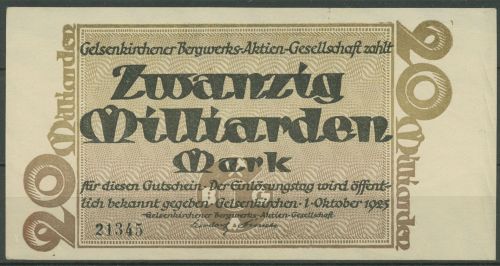 Gelsenkirchener Bergwerks-Aktien-Gesellschaft zahlt
Zwanzig
Milliarden
Mark
für diesen Gutschein · Der Einlösungstag wird öffent-
lich bekannt gegeben · Gelsenkirchen · 1 · Oktober 1923
Gelsenkirchener Bergwerks-Aktien-Gesellschaft
21345
20 Milliarden
20 Milliarden